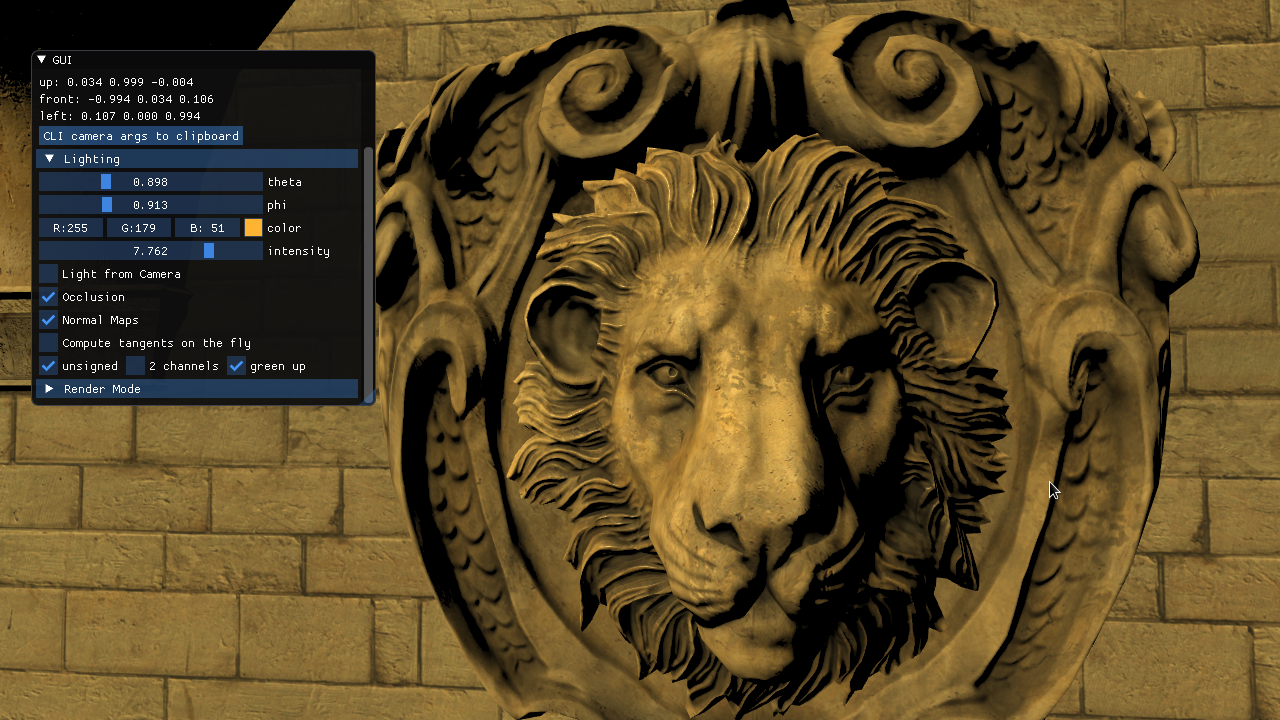 GUI
up: 0.034 0.999 -0.004
front: -0.994 0.034 0.106
left: 0.107 0.000 0.994
CLI camera args to clipboard
Lighting
0.898 theta
0.913 phi
R:255 G:179 B: 51 color
7.762 intensity
Light from Camera
Occlusion
Normal Maps
Compute tangents on the fly
unsigned 2 channels green up
Render Mode